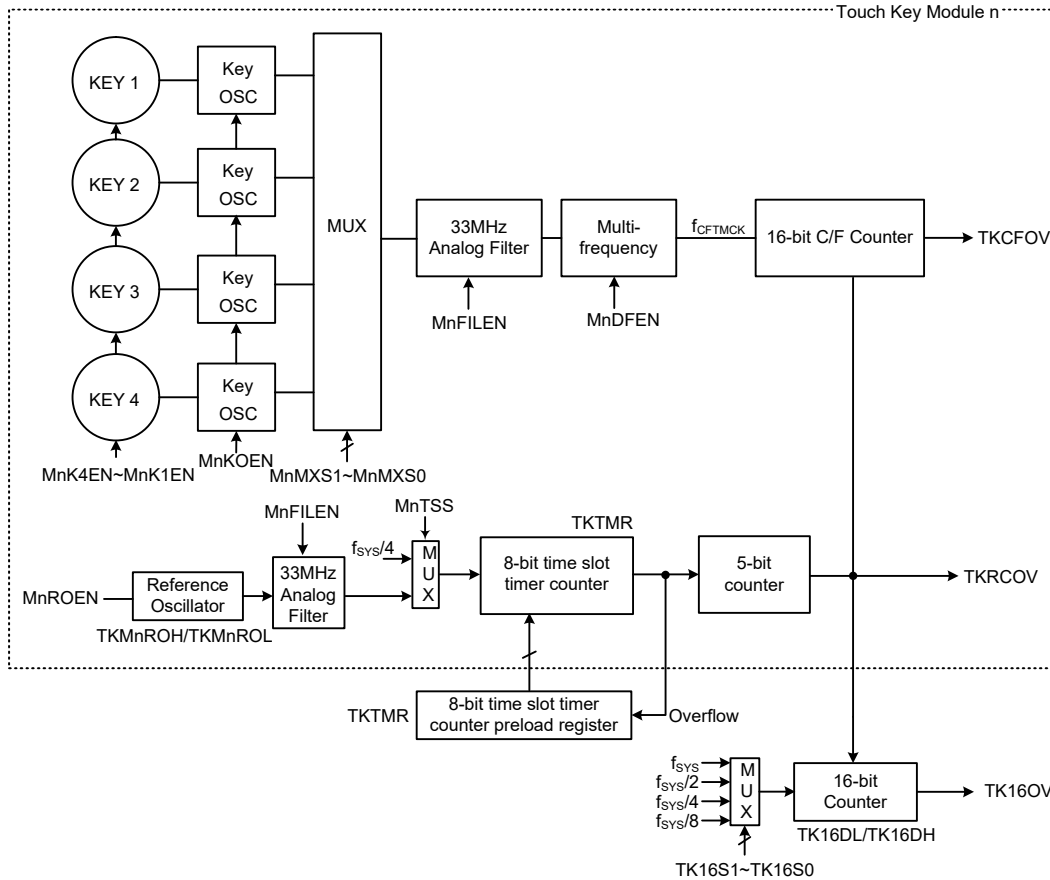 Touch Key Module n
KEY 1
Key
OSC
KEY 2
Key
OSC
KEY 3
Key
OSC
KEY 4
Key
OSC
MUX
33MHz
Analog Filter
Multi-
frequency
fCFTMCK
16-bit C/F Counter
TKCFOV
MnFILEN
MnDFEN
MnK4EN~MnK1EN
MnKOEN
MnMXS1~MnMXS0
MnFILEN
MnTSS
fSYS/4
M
U
X
TKTMR
8-bit time slot
timer counter
5-bit
counter
TKRCOV
MnROEN
Reference
Oscillator
33MHz
Analog
Filter
TKMnROH/TKMnROL
TKTMR
8-bit time slot timer
counter preload register
Overflow
fSYS
fSYS/2
fSYS/4
fSYS/8
M
U
X
16-bit
Counter
TK16OV
TK16DL/TK16DH
TK16S1~TK16S0